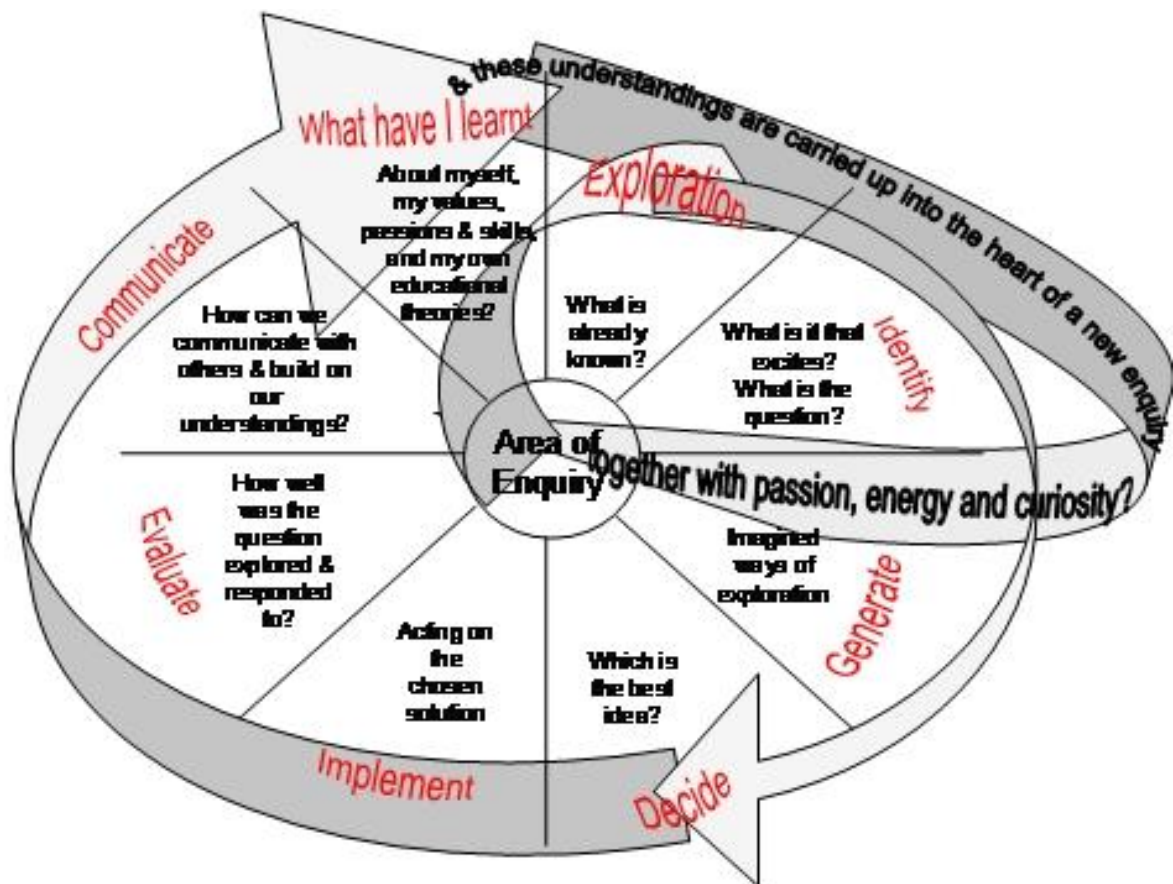 & these understandings are carried up into the heart of a new enquiry,
What have I learnt
About myself,
my values,
passions & skills,
and my own
educational
theories?
Exploration
What is
already
known?
Identify
What is it that
excites?
What is the
question?
Communicate
How can we
communicate with
others & build on
our
understandings?
Area of
Enquiry
together with passion, energy and curiosity?
Evaluate
How well
was the
question
explored &
responded
to?
Imagined
ways of
exploration
Generate
Acting on
the
chosen
solution
Which is
the best
idea?
Implement
Decide